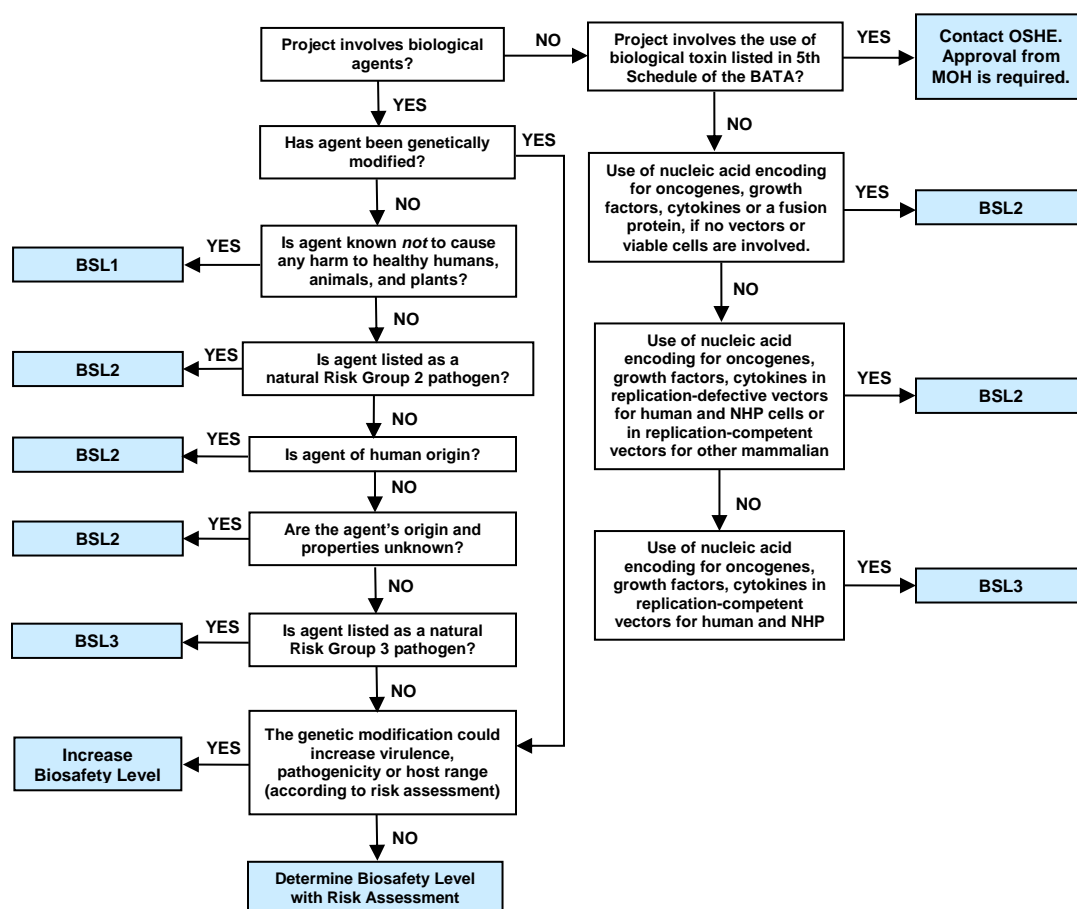 Project involves biological
agents?
NO
Project involves the use of
biological toxin listed in 5th
Schedule of the BATA?
YES
Contact OSHE.
Approval from
MOH is required.
YES
NO
Has agent been genetically
modified?
YES
Use of nucleic acid encoding
for oncogenes, growth
factors, cytokines or a fusion
protein, if no vectors or
viable cells are involved.
YES
BSL2
NO
Is agent known not to cause
any harm to healthy humans,
animals, and plants?
YES
BSL1
NO
NO
Is agent listed as a
natural Risk Group 2 pathogen?
YES
BSL2
Use of nucleic acid
encoding for oncogenes,
growth factors, cytokines in
replication-defective vectors
for human and NHP cells or
in replication-competent
vectors for other mammalian
YES
BSL2
NO
Is agent of human origin?
YES
BSL2
NO
NO
Are the agent's origin and
properties unknown?
YES
BSL2
Use of nucleic acid
encoding for oncogenes,
growth factors, cytokines in
replication-competent
vectors for human and NHP
YES
BSL3
NO
Is agent listed as a natural
Risk Group 3 pathogen?
YES
BSL3
NO
The genetic modification could
increase virulence,
pathogenicity or host range
(according to risk assessment)
YES
Increase
Biosafety Level
NO
Determine Biosafety Level
with Risk Assessment